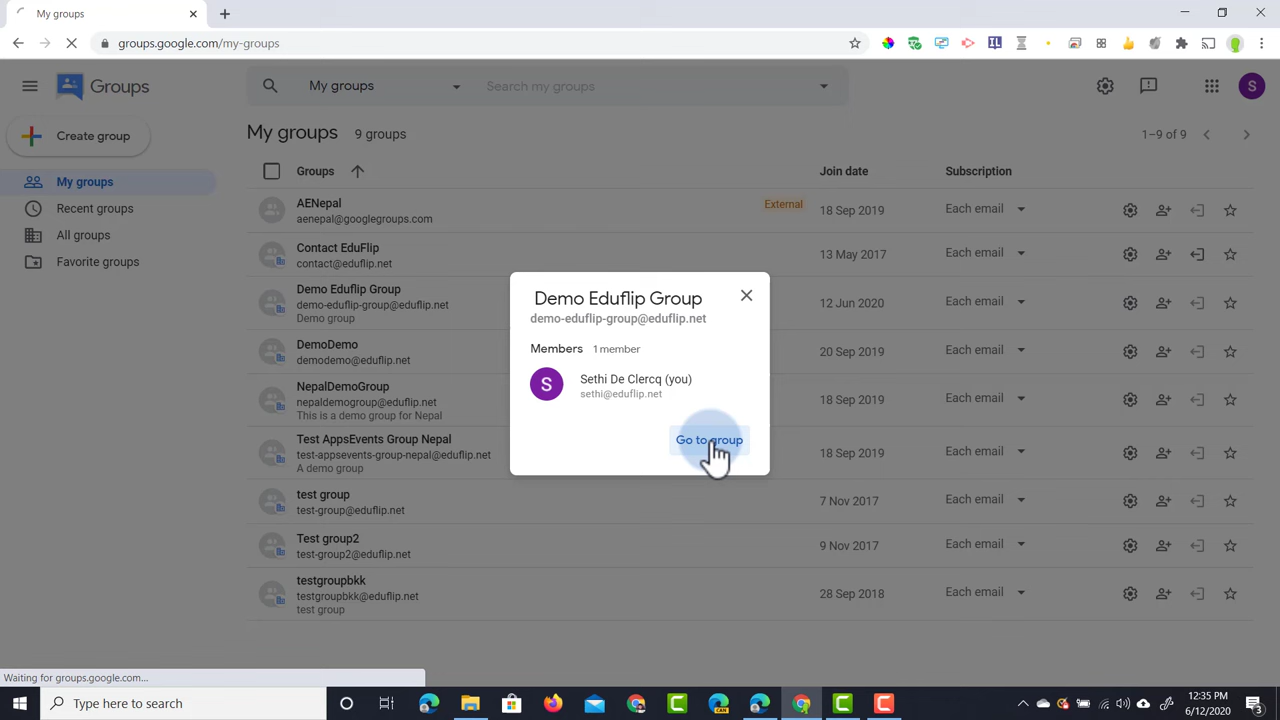 My groups
groups.google.com/my-groups
Groups
My groups
Search my groups
Create group
My groups
Recent groups
All groups
Favorite groups
My groups 9 groups
1–9 of 9
Groups
Join date
Subscription
AENepal
aenepal@googlegroups.com
External
18 Sep 2019
Each email
Contact EduFlip
contact@eduflip.net
13 May 2017
Each email
Demo Eduflip Group
demo-eduflip-group@eduflip.net
Demo group
12 Jun 2020
Each email
DemoDemo
demodemo@eduflip.net
20 Sep 2019
Each email
NepalDemoGroup
nepaldemogroup@eduflip.net
This is a demo group for Nepal
18 Sep 2019
Each email
Test AppsEvents Group Nepal
test-appsevents-group-nepal@eduflip.net
A demo group
18 Sep 2019
Each email
test group
test-group@eduflip.net
7 Nov 2017
Each email
Test group2
test-group2@eduflip.net
9 Nov 2017
Each email
testgroupbkk
testgroupbkk@eduflip.net
test group
28 Sep 2018
Each email
Demo Eduflip Group
demo-eduflip-group@eduflip.net
Members 1 member
S
Sethi De Clercq (you)
sethi@eduflip.net
Go to group
S
IL
Waiting for groups.google.com...
Type here to search
CAN
12:35 PM
6/12/2020
3